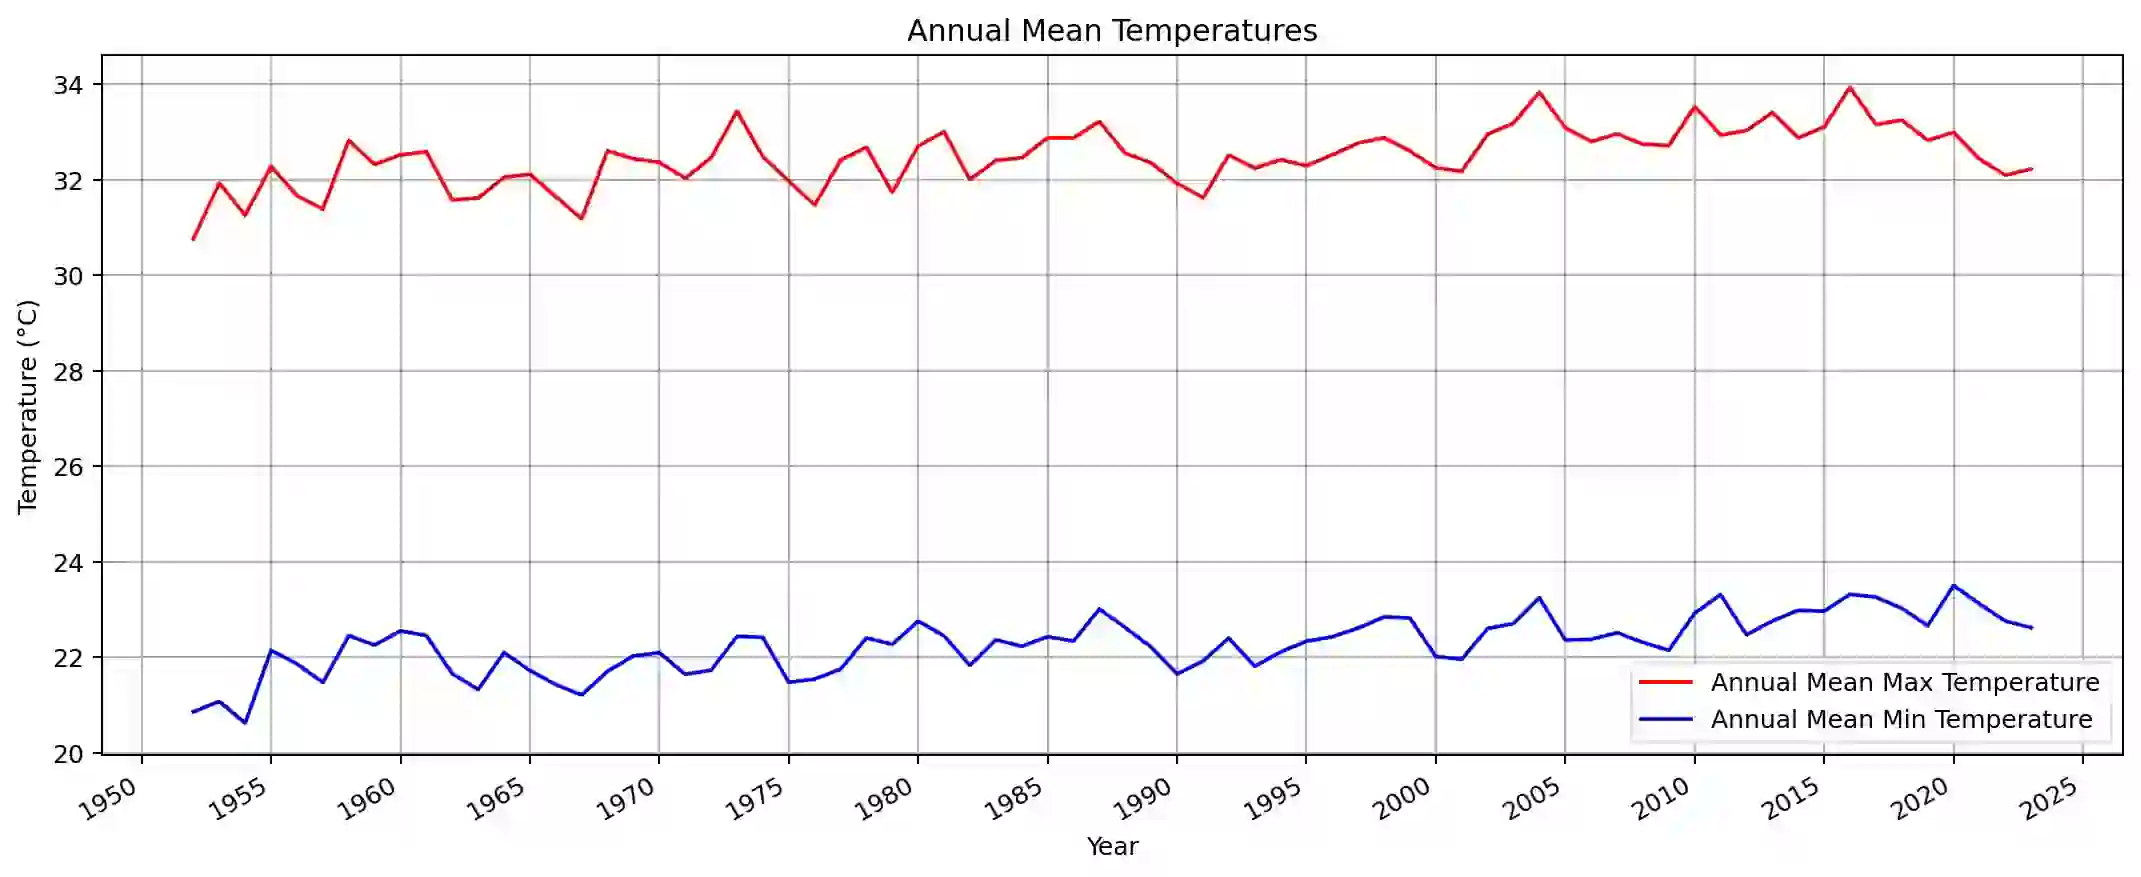 Annual Mean Temperatures
34
32
30
28
26
24
22
20
Temperature (°C)
Annual Mean Max Temperature
Annual Mean Min Temperature
1950 1955 1960 1965 1970 1975 1980 1985 1990 1995 2000 2005 2010 2015 2020 2025
Year